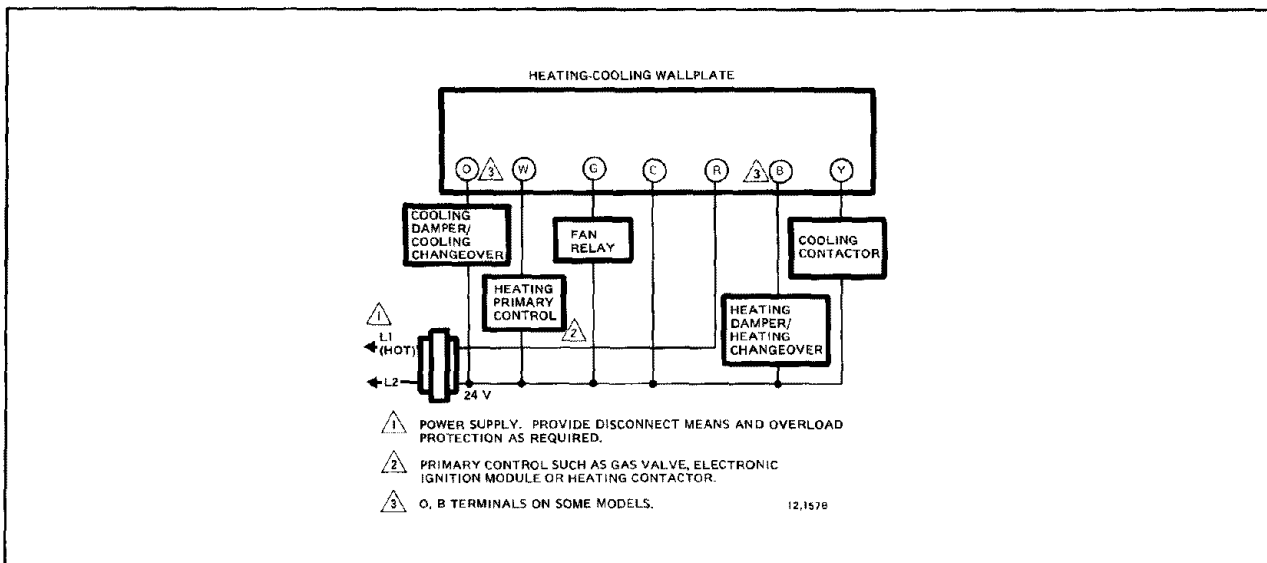 HEATING-COOLING WALLPLATE
O 3 W G C R 3 B Y
COOLING
DAMPER/
COOLING
CHANGEOVER
FAN
RELAY
COOLING
CONTACTOR
HEATING
PRIMARY
CONTROL
2
HEATING
DAMPER/
HEATING
CHANGEOVER
1
L1
(HOT)
L2
24 V
1 POWER SUPPLY. PROVIDE DISCONNECT MEANS AND OVERLOAD
PROTECTION AS REQUIRED.
2 PRIMARY CONTROL SUCH AS GAS VALVE, ELECTRONIC
IGNITION MODULE OR HEATING CONTACTOR.
3 O, B TERMINALS ON SOME MODELS.
12,1578